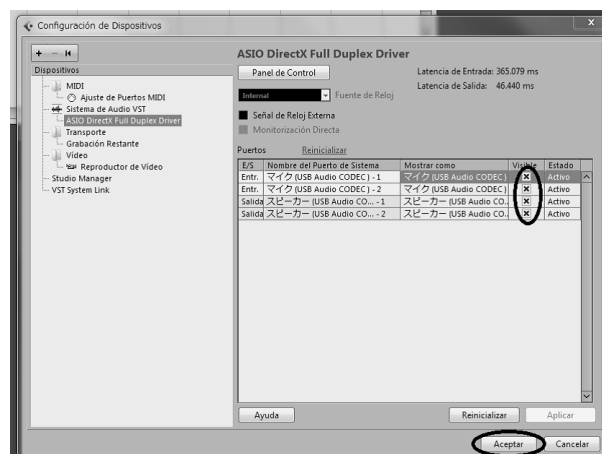 Configuración de Dispositivos
x
+ - |◀
Dispositivos
MIDI
Ajuste de Puertos MIDI
Sistema de Audio VST
ASIO DirectX Full Duplex Driver
Transporte
Grabación Restante
Vídeo
Reproductor de Vídeo
Studio Manager
VST System Link
ASIO DirectX Full Duplex Driver
Panel de Control
Latencia de Entrada: 365.079 ms
Latencia de Salida: 46.440 ms
Internal Fuente de Reloj
Señal de Reloj Externa
Monitorización Directa
Puertos Reinicializar
E/S Nombre del Puerto de Sistema Mostrar como Visible Estado
Entr. マイク (USB Audio CODEC ) - 1 マイク (USB Audio CODEC ) x Activo
Entr. マイク (USB Audio CODEC ) - 2 マイク (USB Audio CODEC ) x Activo
Salida スピーカー (USB Audio CO... - 1 スピーカー (USB Audio CO.. x Activo
Salida スピーカー (USB Audio CO... - 2 スピーカー (USB Audio CO.. x Activo
Ayuda Reinicializar Aplicar
Aceptar Cancelar